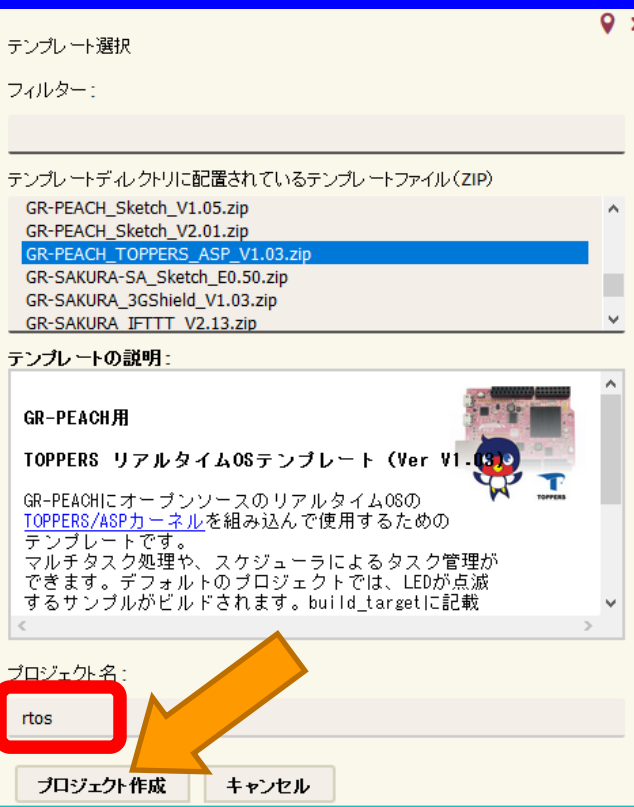 テンプレート選択
フィルター:
テンプレートディレクトリに配置されているテンプレートファイル(ZIP)
GR-PEACH_Sketch_V1.05.zip
GR-PEACH_Sketch_V2.01.zip
GR-PEACH_TOPPERS_ASP_V1.03.zip
GR-SAKURA-SA_Sketch_E0.50.zip
GR-SAKURA_3GShield_V1.03.zip
GR-SAKURA_IFTTT_V2.13.zip
テンプレートの説明:
GR-PEACH用
TOPPERS リアルタイムOSテンプレート (Ver V1.03)
TOPPERS
GR-PEACHにオープンソースのリアルタイムOSの
TOPPERS/ASPカーネルを組み込んで使用するための
テンプレートです。
マルチタスク処理や、スケジューラによるタスク管理が
できます。デフォルトのプロジェクトでは、LEDが点滅
するサンプルがビルドされます。build_targetに記載
プロジェクト名:
rtos
プロジェクト作成
キャンセル